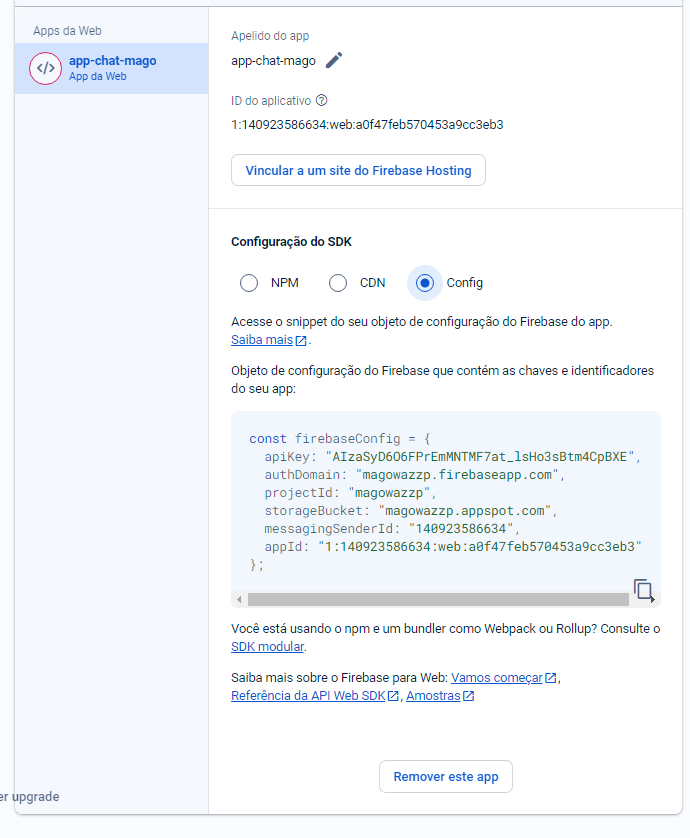 Apps da Web
app-chat-mago
App da Web
Apelido do app
app-chat-mago
ID do aplicativo
1:140923586634:web:a0f47feb570453a9cc3eb3
Vincular a um site do Firebase Hosting
Configuração do SDK
NPM CDN Config
Acesse o snippet do seu objeto de configuração do Firebase do app.
Saiba mais.
Objeto de configuração do Firebase que contém as chaves e identificadores
do seu app:
const firebaseConfig = {
apiKey: "AIzaSyD6O6FPrEmMNTMF7at_lsHo3sBtm4CpBXE",
authDomain: "magowazzp.firebaseapp.com",
projectId: "magowazzp",
storageBucket: "magowazzp.appspot.com",
messagingSenderId: "140923586634",
appId: "1:140923586634:web:a0f47feb570453a9cc3eb3"
};
Você está usando o npm e um bundler como Webpack ou Rollup? Consulte o
SDK modular.
Saiba mais sobre o Firebase para Web: Vamos começar,
Referência da API Web SDK, Amostras
Remover este app
er upgrade